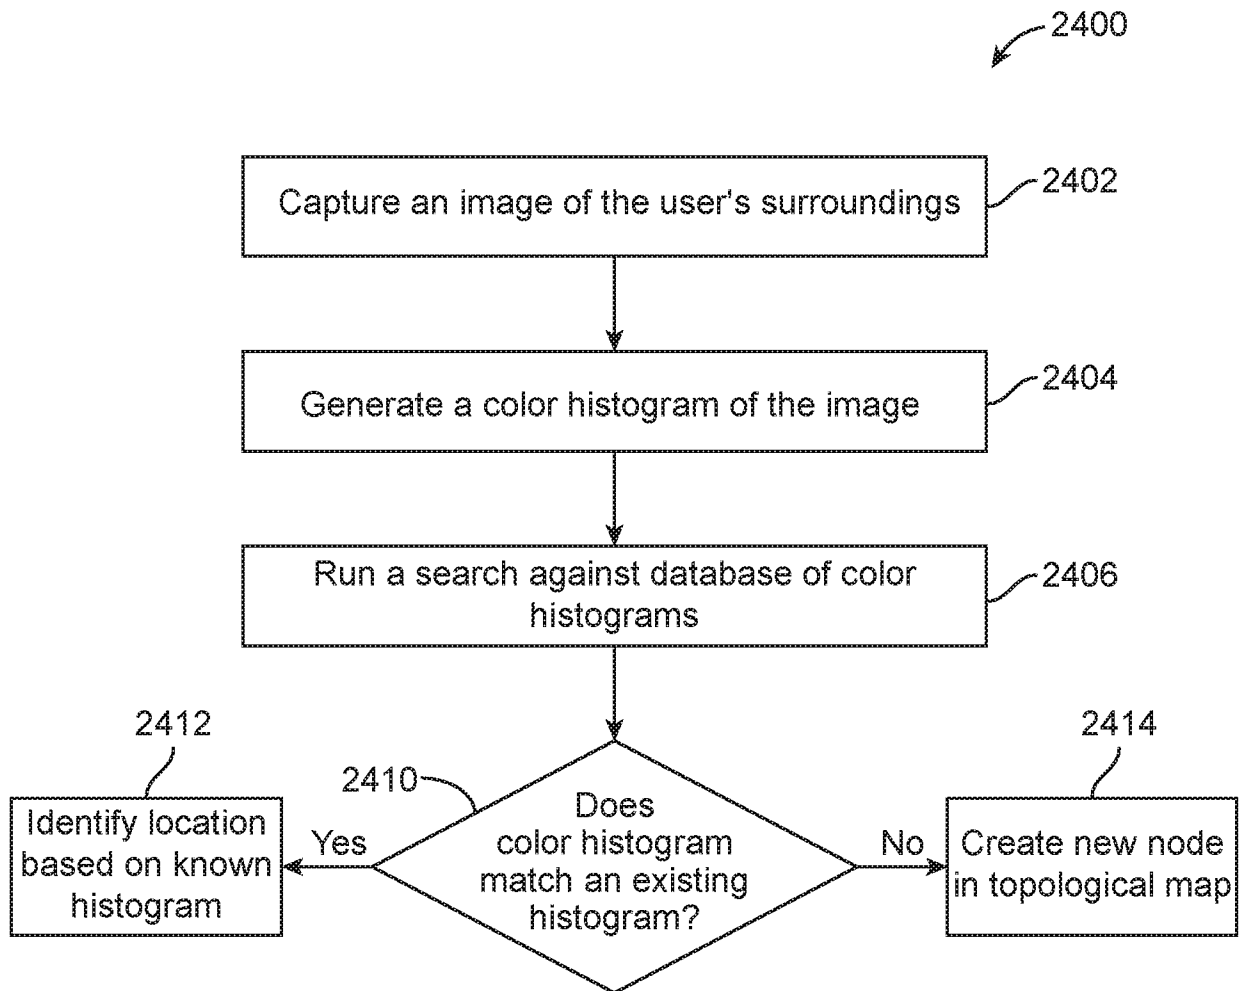 2400
Capture an image of the user's surroundings
2402
Generate a color histogram of the image
2404
Run a search against database of color
histograms
2406
2412
Identify location
based on known
histogram
Yes
2410
Does
color histogram
match an existing
histogram?
No
2414
Create new node
in topological map